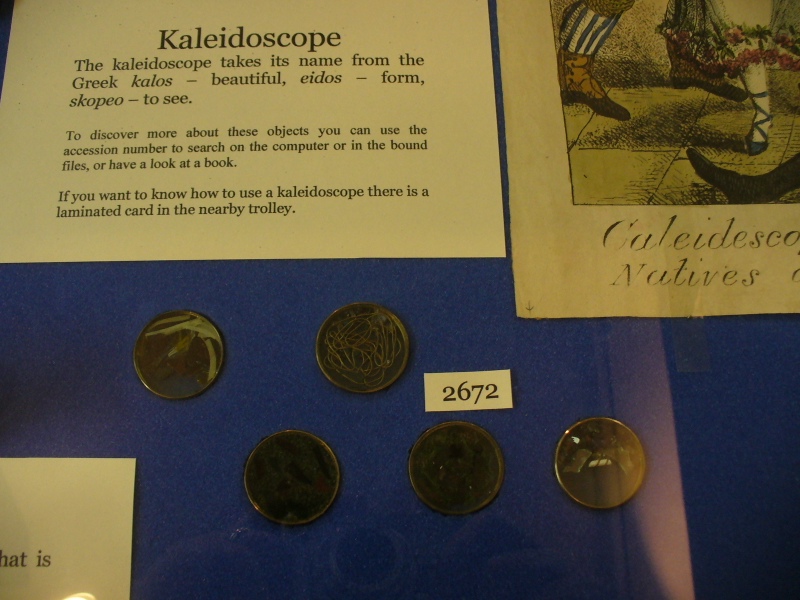 Kaleidoscope
The kaleidoscope takes its name from the
Greek kalos – beautiful, eidos – form,
skopeo – to see.
To discover more about these objects you can use the
accession number to search on the computer or in the bound
files, or have a look at a book.
If you want to know how to use a kaleidoscope there is a
laminated card in the nearby trolley.
Caleidesco
Natives
2672
hat is